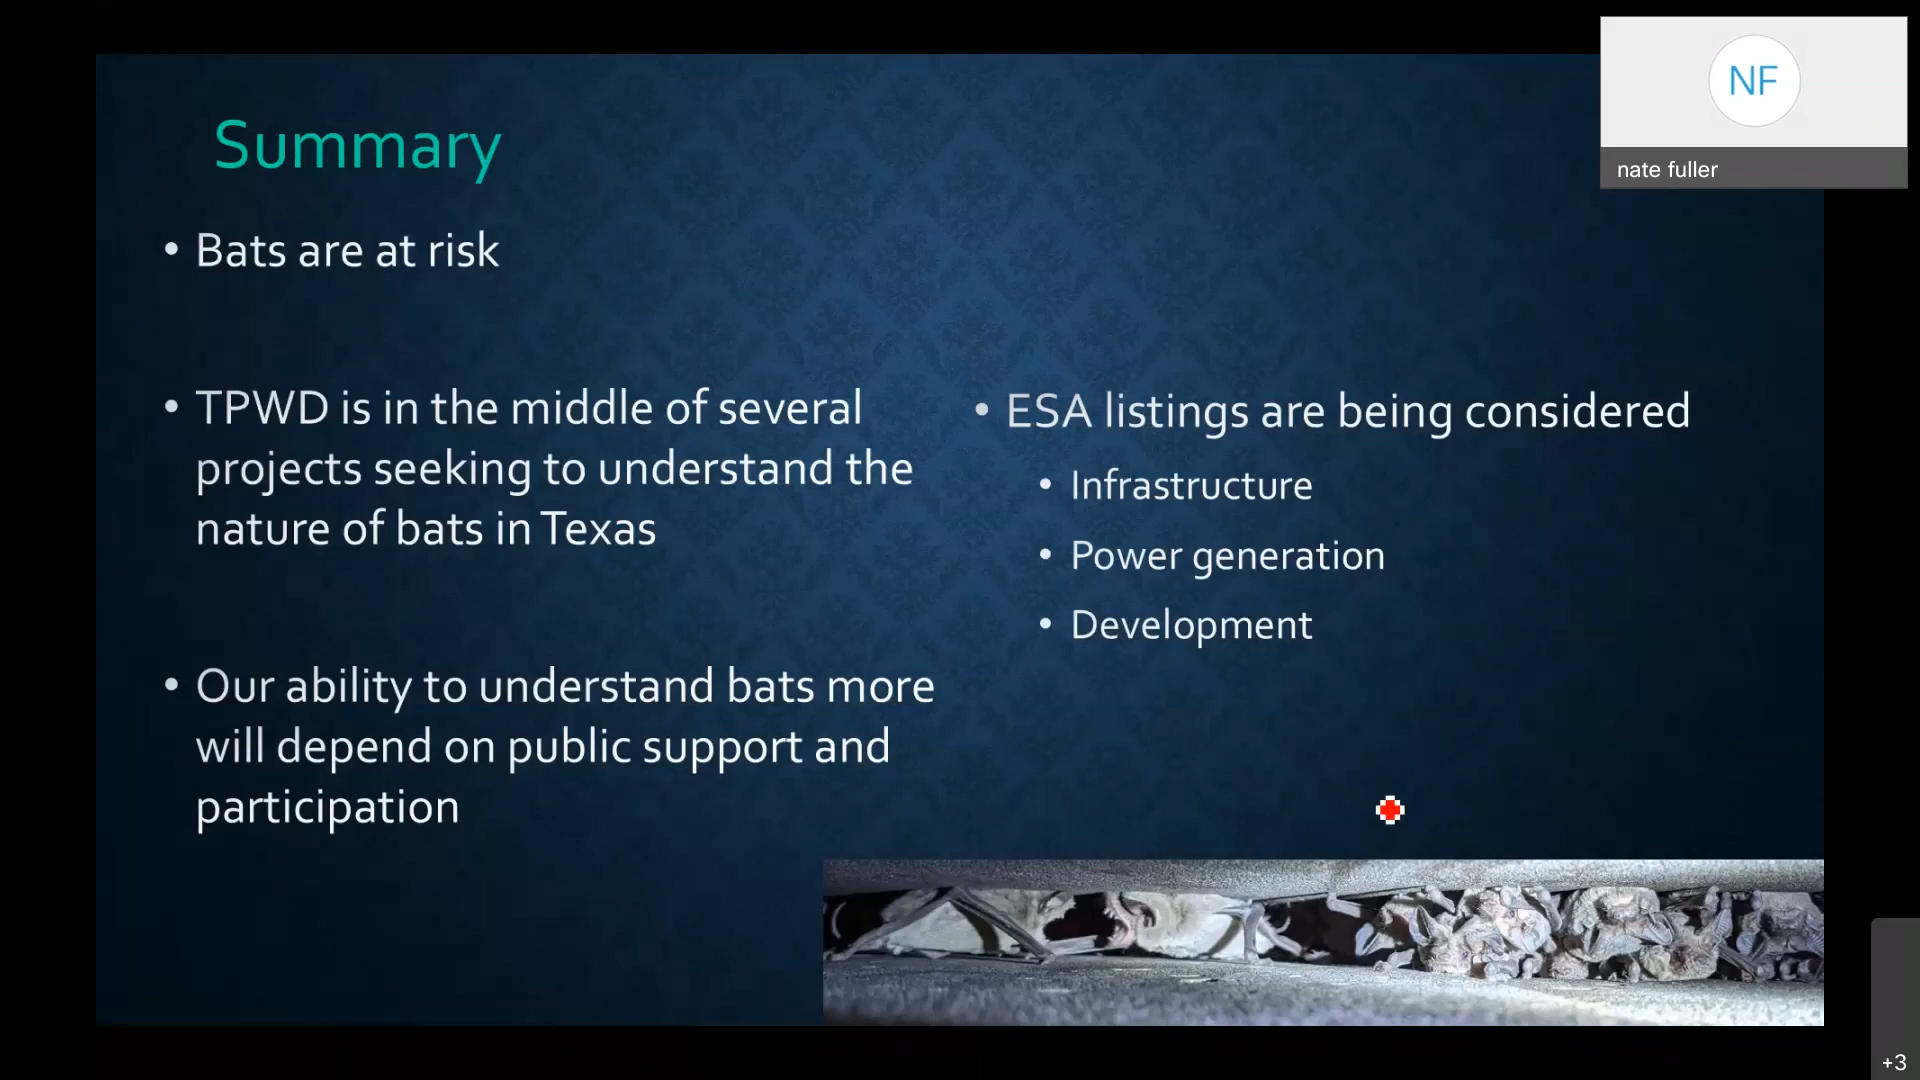 Summary
• Bats are at risk
• TPWD is in the middle of several
projects seeking to understand the
nature of bats in Texas
• Our ability to understand bats more
will depend on public support and
participation
• ESA listings are being considered
• Infrastructure
• Power generation
• Development
NF
nate fuller
+3